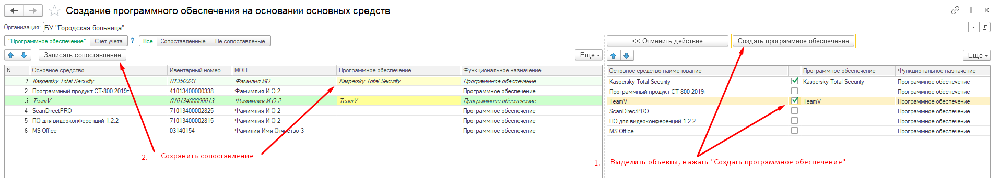 Создание программного обеспечения на основании основных средств
Организация: БУ "Городская больница"
"Программное обеспечение" Счет учета ? Все Сопоставленные Не сопоставленые
<< Отменить действие Создать программное обеспечение
Записать сопоставление Еще
Еще
N Основное средство Ивентарный номер МОЛ Программное обеспечение Функциональное назначение
1 Kaspersky Total Security 01356923 Фамилия ИО Kaspersky Total Security Программное обеспечение
2 Программный продукт СТ-800 2019г 41013400000338 Фамимлия И О 2 Программное обеспечение
3 TeamV 01013400000013 Фамимлия И О 2 TeamV Программное обеспечение
4 ScanDirectPRO 71013400002825 Фамимлия И О 2 Программное обеспечение
5 ПО для видеоконференций 1.2.2 71013400002815 Фамимлия И О 2 Программное обеспечение
6 MS Office 03140154 Фамилия Имя Отчество 3 Программное обеспечение
2. Сохранить сопоставление
Основное средство наименование Программное обеспечение Функциональное назначение
Kaspersky Total Security Kaspersky Total Security Программное обеспечение
Программный продукт СТ-800 2019г Программное обеспечение
TeamV TeamV Программное обеспечение
ScanDirectPRO Программное обеспечение
ПО для видеоконференций 1.2.2 Программное обеспечение
MS Office Программное обеспечение
1. Выделить объекты, нажать "Создать программное обеспечение"